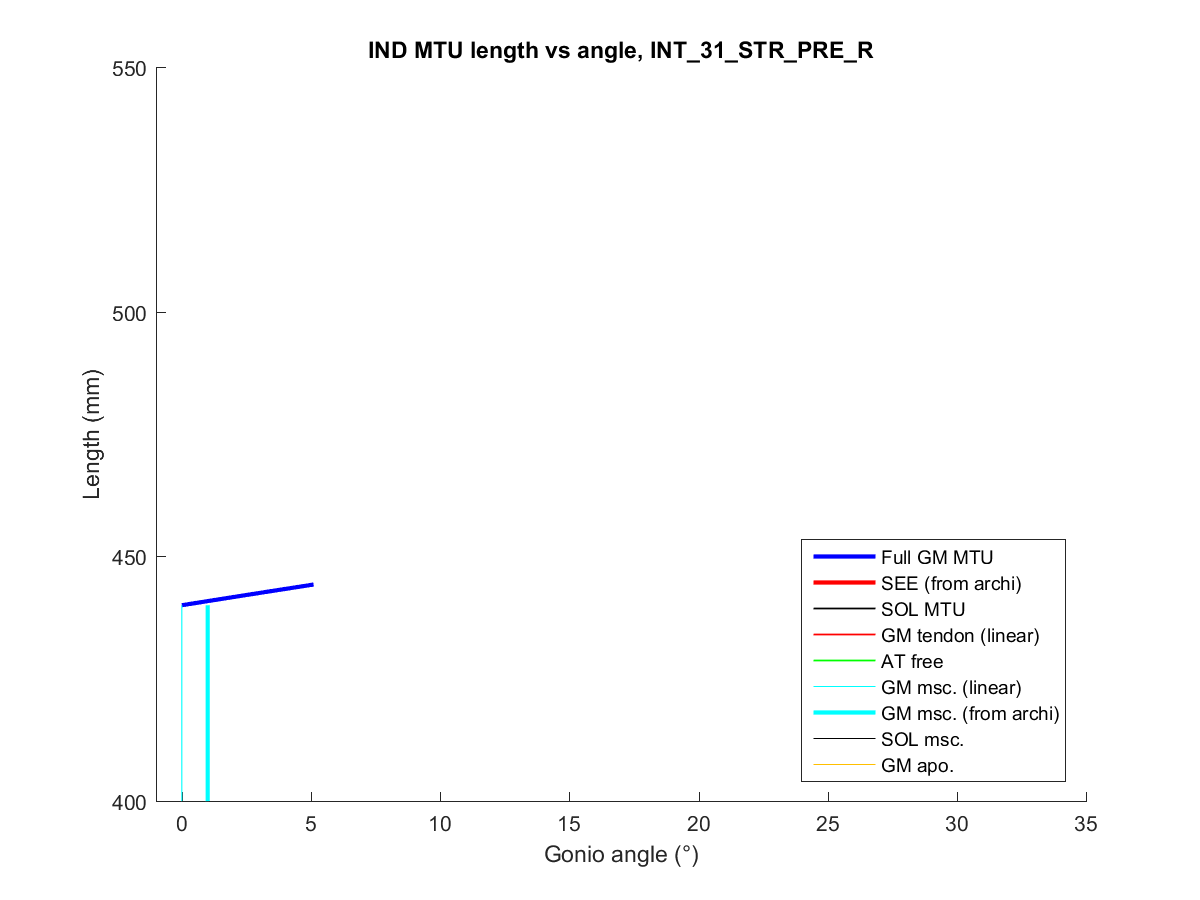 IND MTU length vs angle, INT_31_STR_PRE_R
550
500
450
400
Length (mm)
0 5 10 15 20 25 30 35
Gonio angle (°)
Full GM MTU
SEE (from archi)
SOL MTU
GM tendon (linear)
AT free
GM msc. (linear)
GM msc. (from archi)
SOL msc.
GM apo.